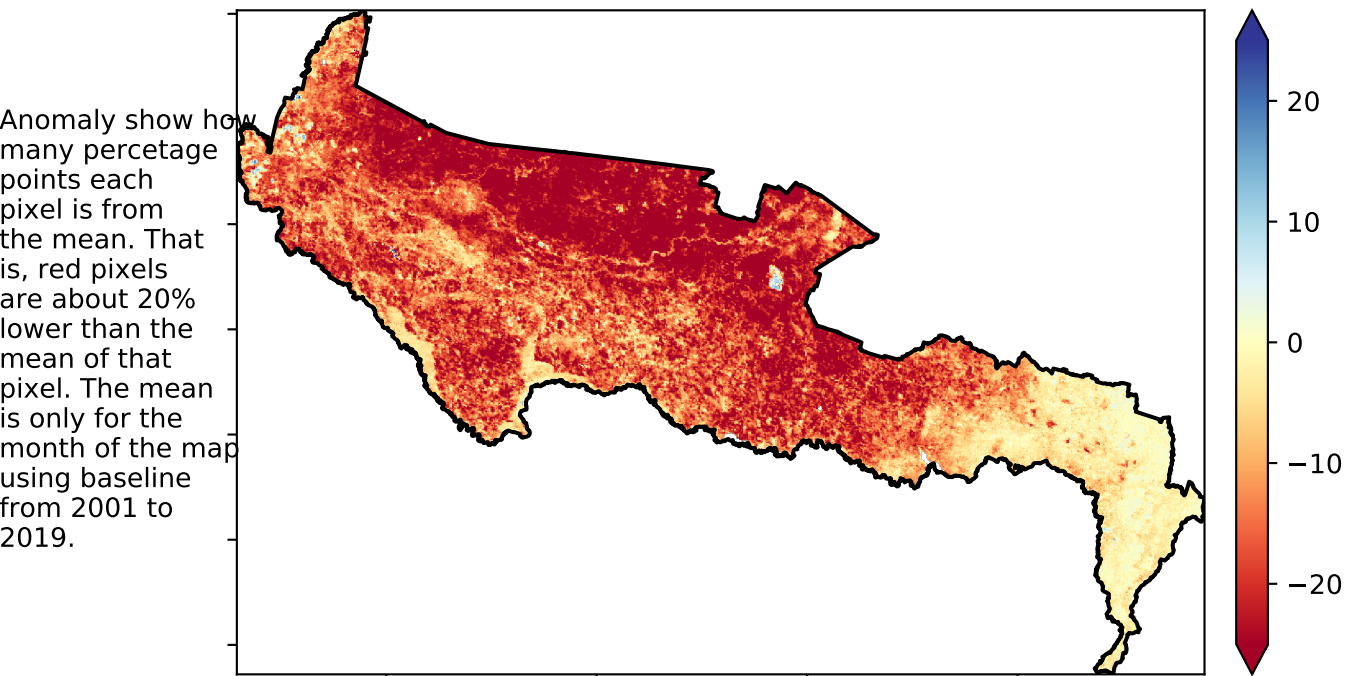 Anomaly show how
many percetage
points each
pixel is from
the mean. That
is, red pixels
are about 20%
lower than the
mean of that
pixel. The mean
is only for the
month of the map
using baseline
from 2001 to
2019.
20
10
0
−10
−20